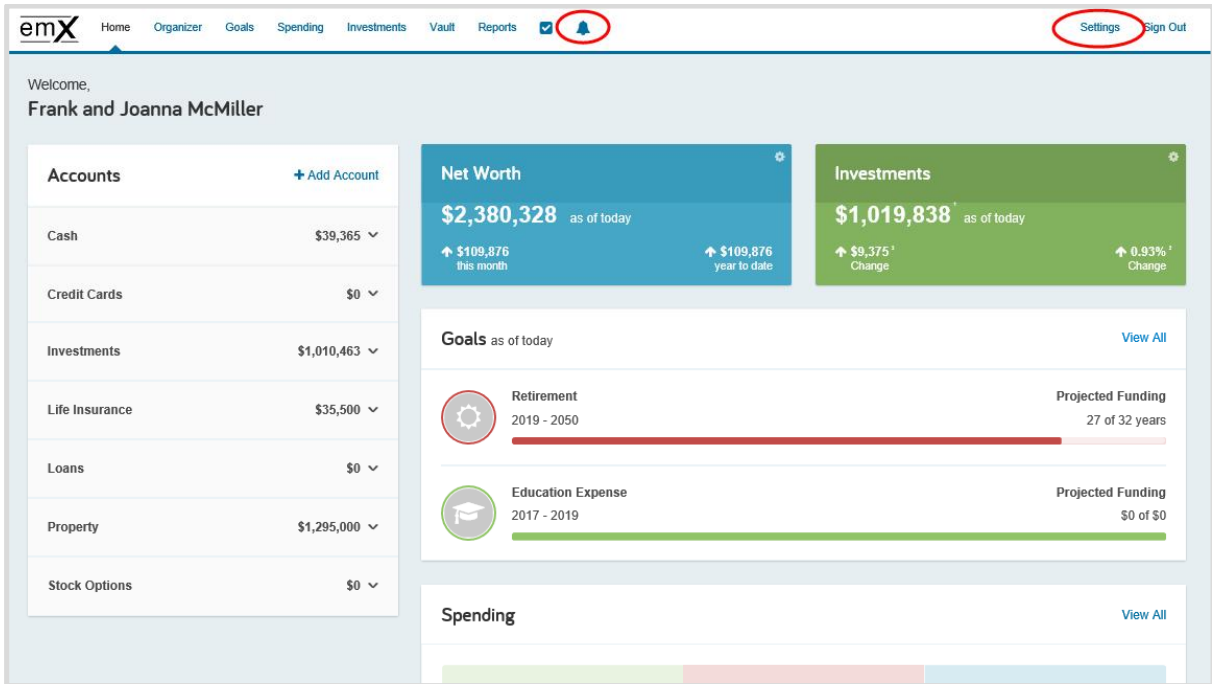 emX Home Organizer Goals Spending Investments Vault Reports Settings Sign Out
Welcome,
Frank and Joanna McMiller
Accounts + Add Account
Cash $39,365
Credit Cards $0
Investments $1,010,463
Life Insurance $35,500
Loans $0
Property $1,295,000
Stock Options $0
Net Worth
$2,380,328 as of today
$109,876 $109,876
this month year to date
Investments
$1,019,838 as of today
$9,375 0.93%
Change Change
Goals as of today View All
Retirement Projected Funding
2019 - 2050 27 of 32 years
Education Expense Projected Funding
2017 - 2019 $0 of $0
Spending View All